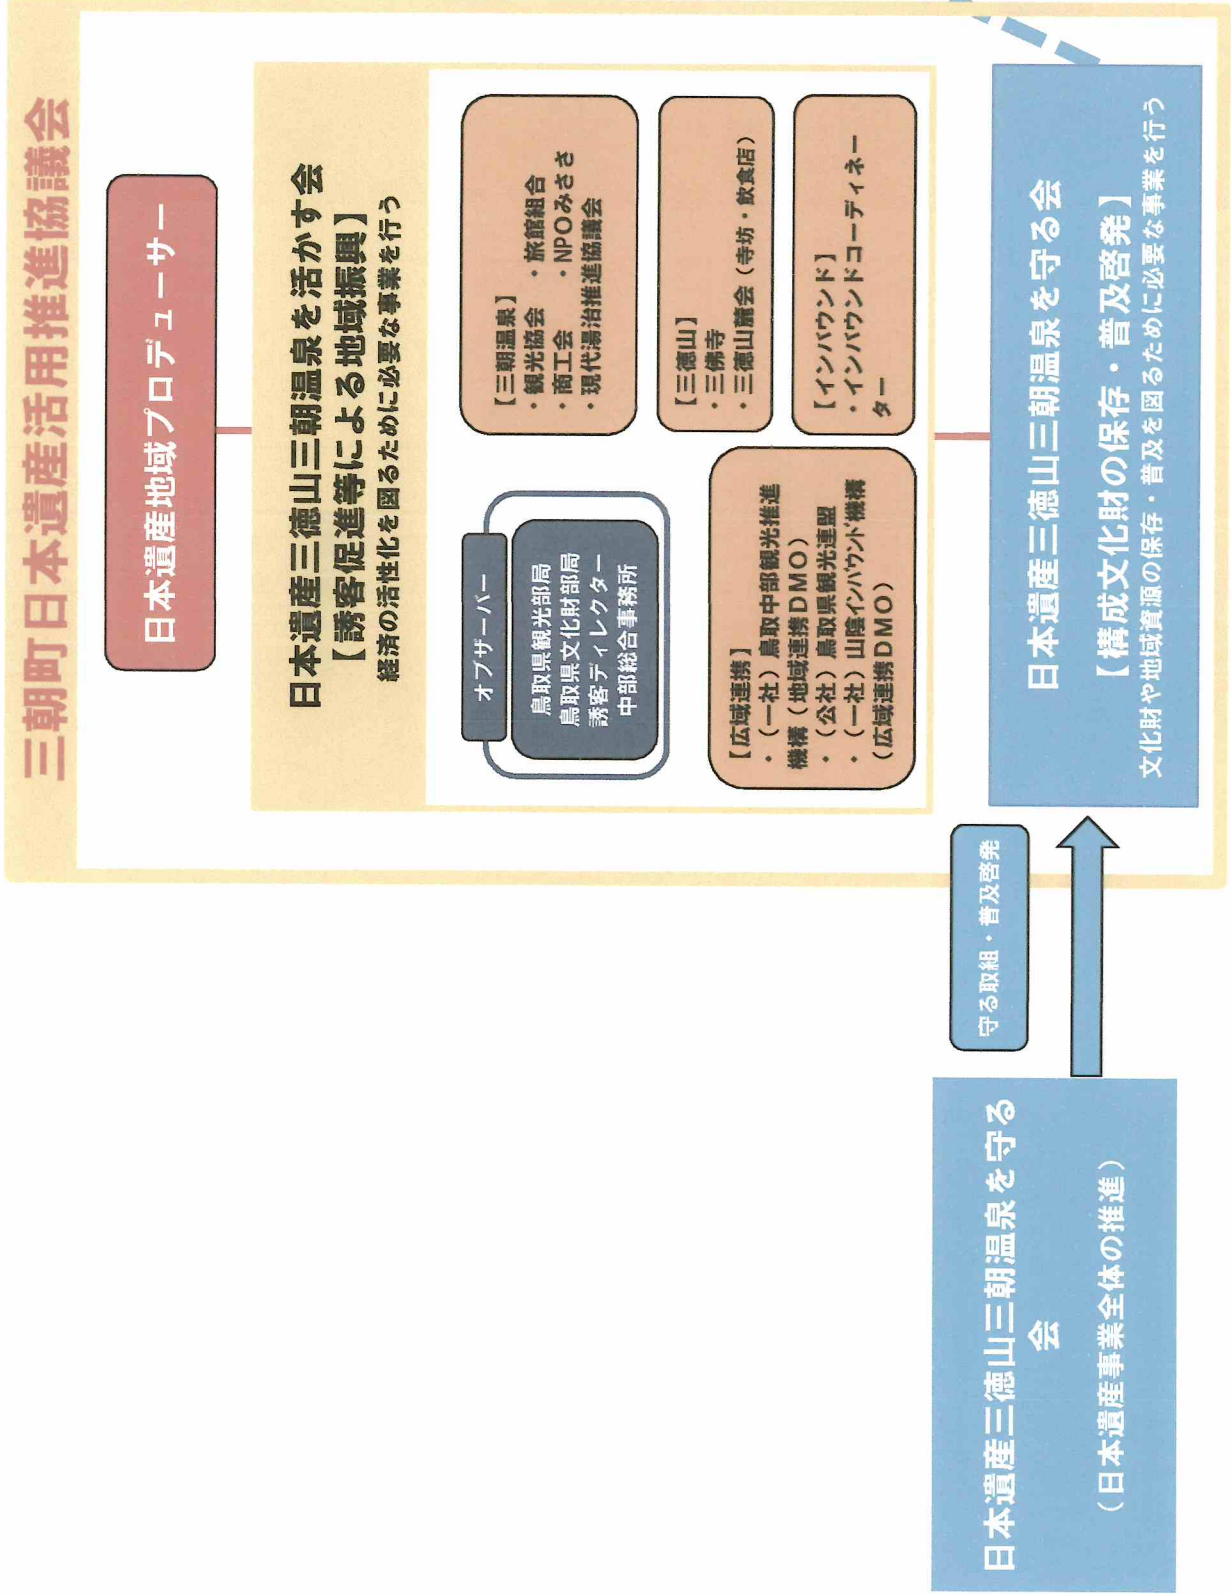 三朝町日本遺産活用推進協議会
日本遺産地域プロデューサー
日本遺産三徳山三朝温泉を活かす会
【誘客促進等による地域振興】
経済の活性化を図るために必要な事業を行う
オブザーバー
鳥取県観光部局
鳥取県文化財部局
誘客ディレクター
中部総合事務所
【三朝温泉】
・観光協会　・旅館組合
・商工会　・NPOみささ
・現代湯治推進協議会
【広域連携】
・（一社）鳥取中部観光推進
機構（地域連携DMO）
・（公社）鳥取県観光連盟
・（一社）山陰インバウンド機構
（広域連携DMO）
【三徳山】
・三佛寺
・三徳山麓会（寺坊・飲食店）
【インバウンド】
・インバウンドコーディネー
ター
日本遺産三徳山三朝温泉を守る
会
（日本遺産事業全体の推進）
守る取組・普及啓発
日本遺産三徳山三朝温泉を守る会
【構成文化財の保存・普及啓発】
文化財や地域資源の保存・普及を図るために必要な事業を行う